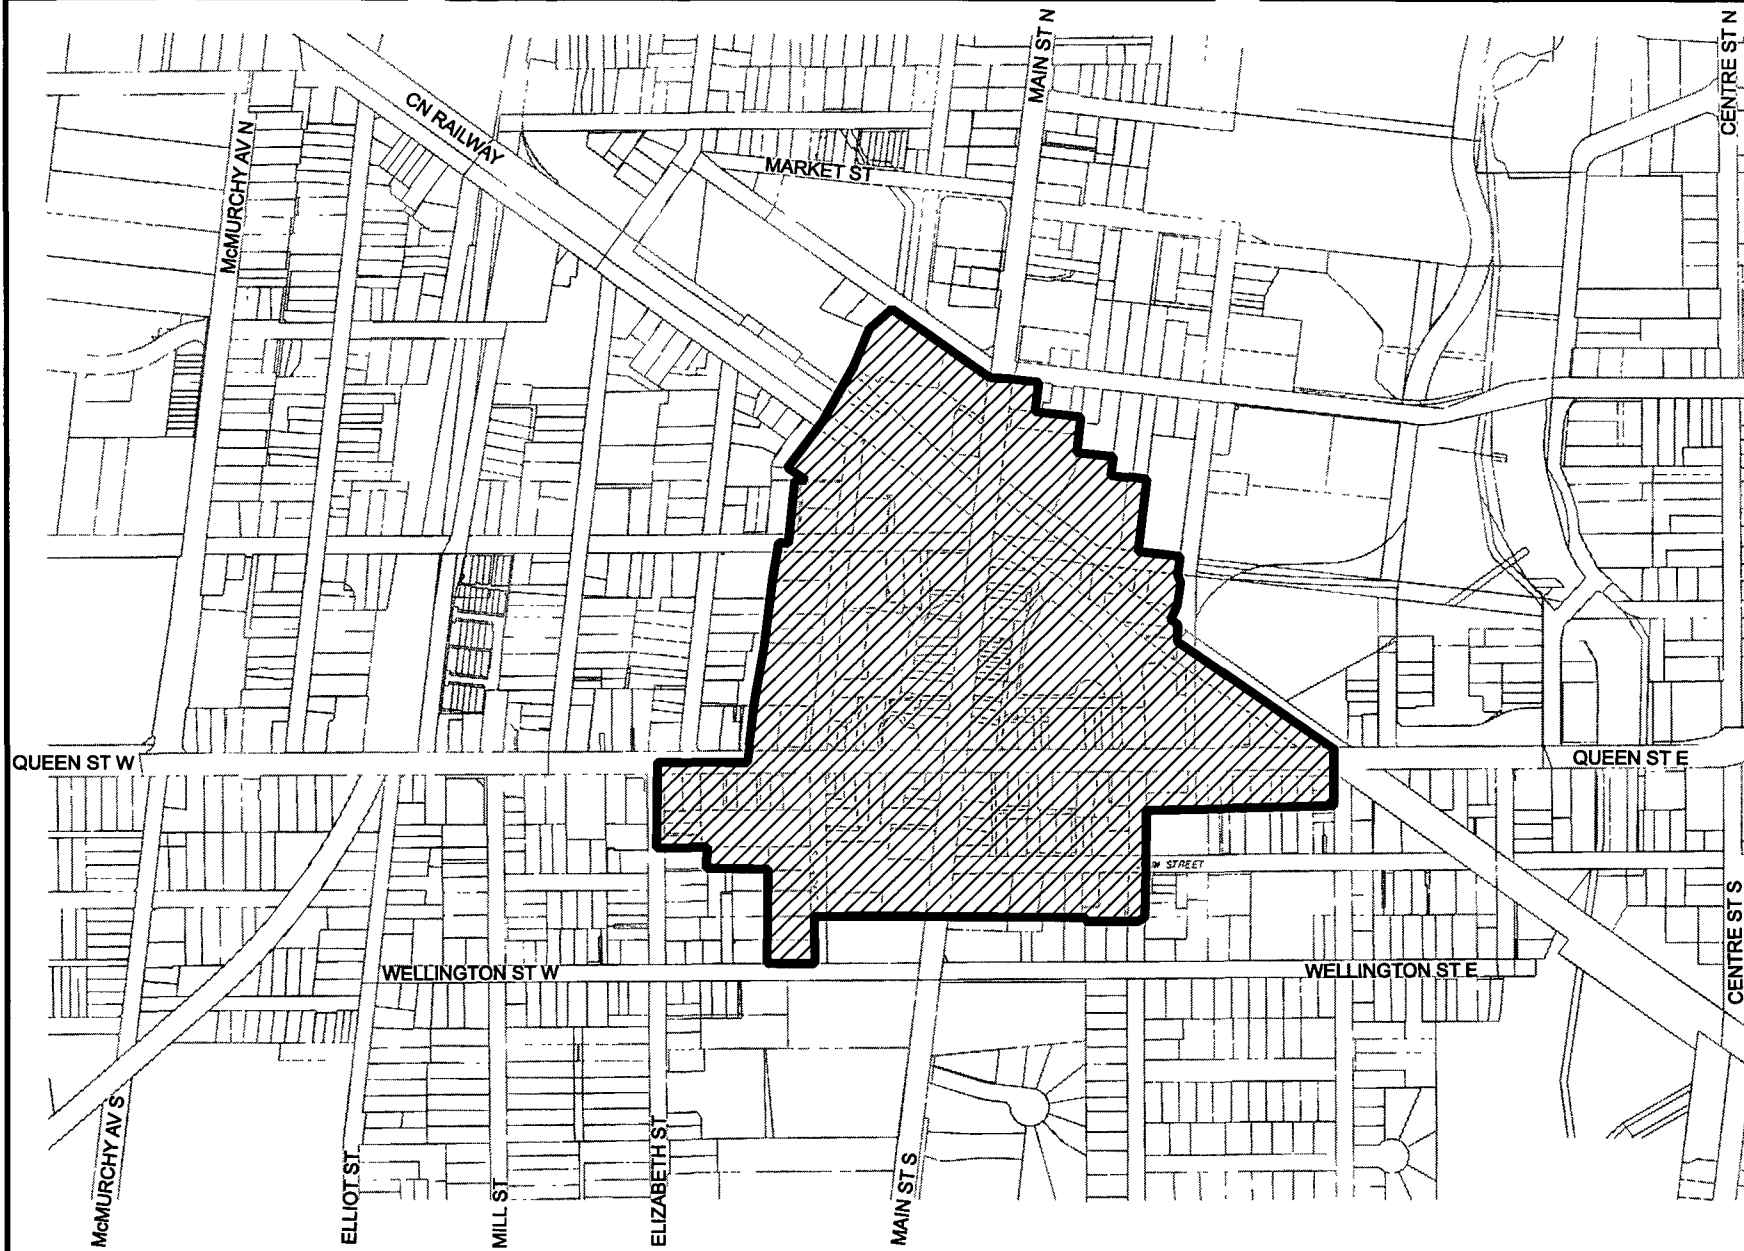 MAIN ST N
CENTRE ST N
CN RAILWAY
McMURCHY AV N
MARKET ST
QUEEN ST W
QUEEN ST E
STREET
WELLINGTON ST W
WELLINGTON ST E
CENTRE ST S
McMURCHY AV S
ELLIOT ST
MILL ST
ELIZABETH ST
MAIN ST S